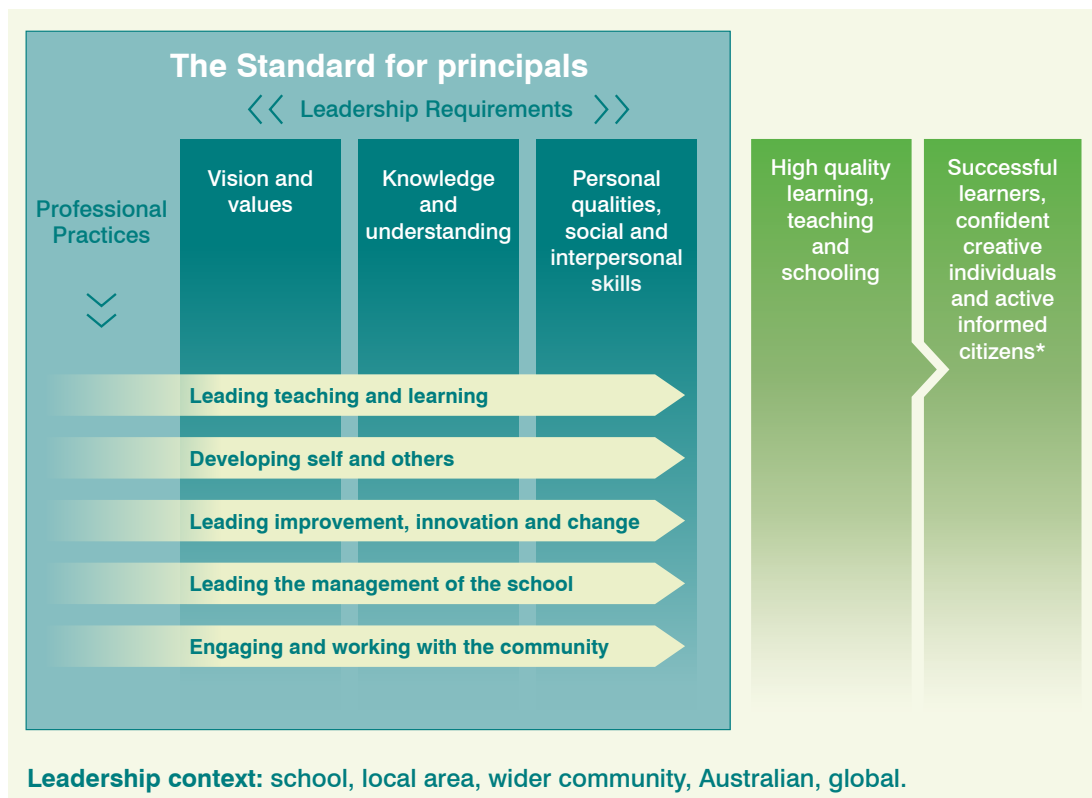 The Standard for principals
Leadership Requirements
Professional
Practices
Vision and
values
Knowledge
and
understanding
Personal
qualities,
social and
interpersonal
skills
High quality
learning,
teaching
and
schooling
Successful
learners,
confident
creative
individuals
and active
informed
citizens*
Leading teaching and learning
Developing self and others
Leading improvement, innovation and change
Leading the management of the school
Engaging and working with the community
Leadership context: school, local area, wider community, Australian, global.